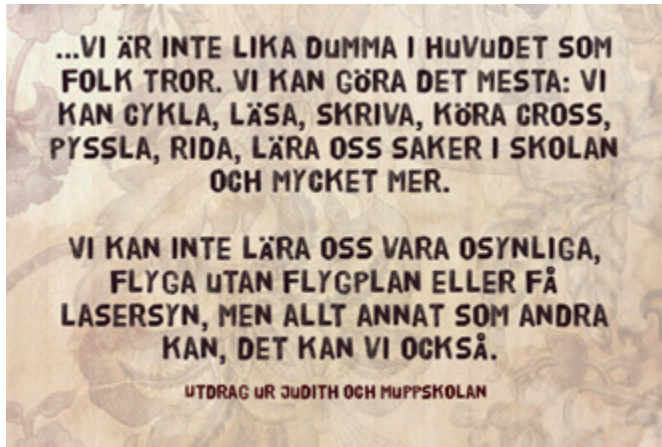 ...VI ÄR INTE LIKA DUMMA I HUVUDET SOM
FOLK TROR. VI KAN GÖRA DET MESTA: VI
KAN CYKLA, LÄSA, SKRIVA, KÖRA CROSS,
PYSSLA, RIDA, LÄRA OSS SAKER I SKOLAN
OCH MYCKET MER.
VI KAN INTE LÄRA OSS VARA OSYNLIGA,
FLYGA UTAN FLYGPLAN ELLER FÅ
LASERSYN, MEN ALLT ANNAT SOM ANDRA
KAN, DET KAN VI OCKSÅ.
UTDRAG UR JUDITH OCH MUPPSKOLAN